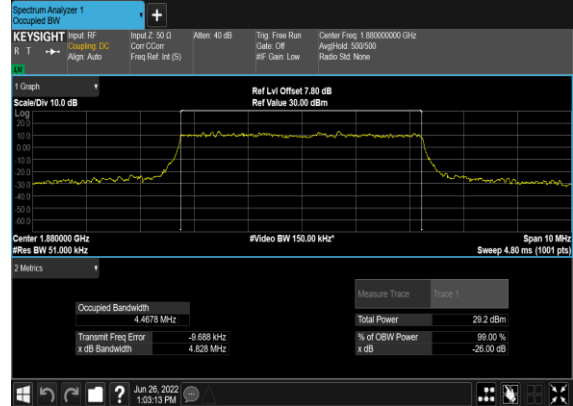 Spectrum Analyzer 1
Occupied BW
+
KEYSIGHT Input: RF Input Z: 50 Ω Atten: 40 dB Trig: Free Run Center Freq: 1.880000000 GHz
R T Coupling: DC Corr CCorr Gate: Off Avg|Hold: 500/500
Align: Auto Freq Ref: Int (S) #IF Gain: Low Radio Std: None
LM
1 Graph
Ref Lvl Offset 7.80 dB
Scale/Div 10.0 dB Ref Value 30.00 dBm
Log
20.0
10.0
0.00
-10.0
-20.0
-30.0
-40.0
-50.0
-60.0
Center 1.880000 GHz #Video BW 150.00 kHz* Span 10 MHz
#Res BW 51.000 kHz Sweep 4.80 ms (1001 pts)
2 Metrics
Measure Trace Trace 1
Occupied Bandwidth
4.4678 MHz Total Power 29.2 dBm
Transmit Freq Error -9.688 kHz % of OBW Power 99.00 %
x dB Bandwidth 4.828 MHz x dB -26.00 dB
? Jun 26, 2022
1:03:13 PM